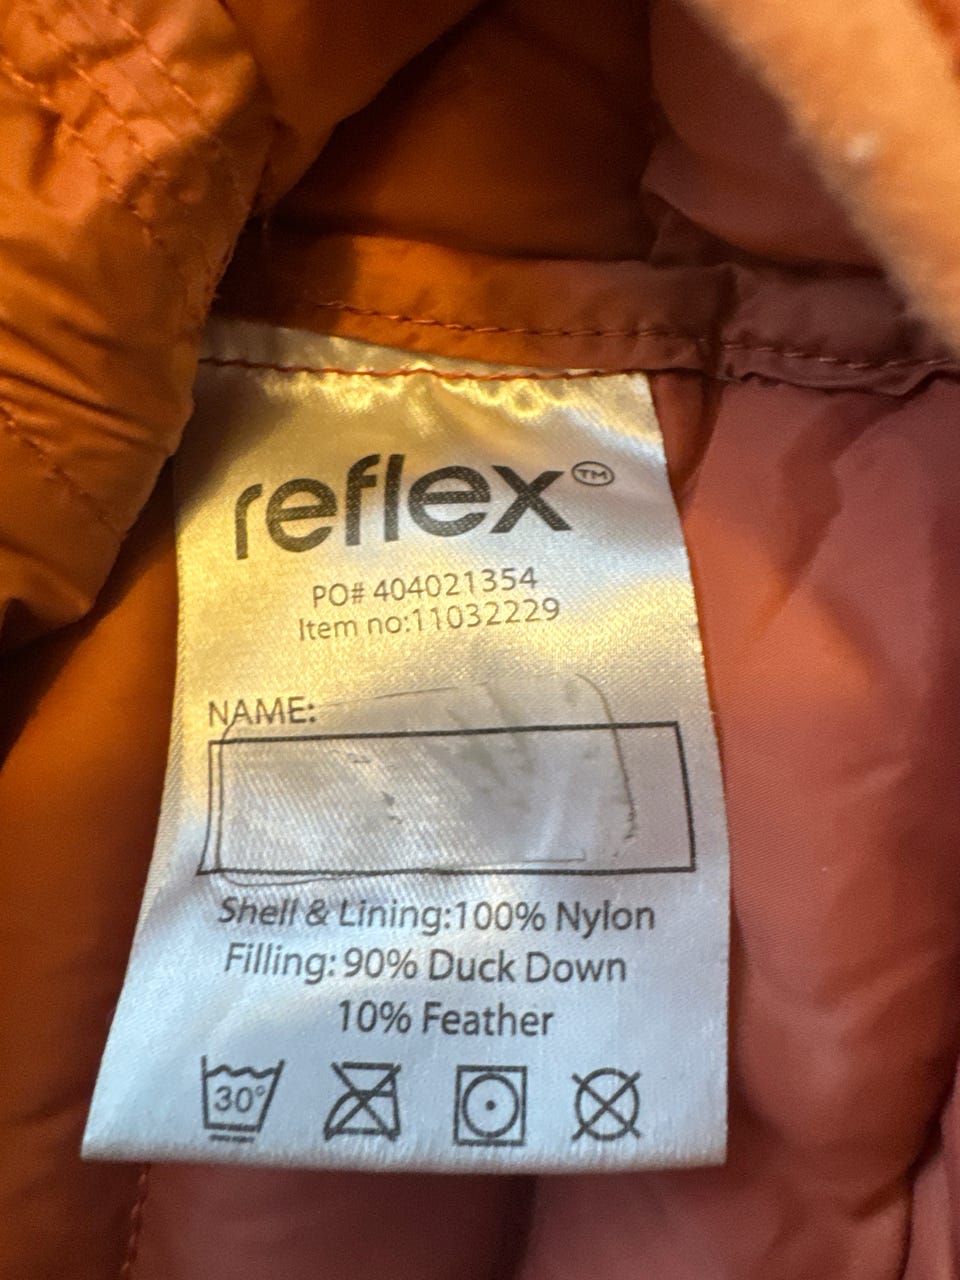 reflex™
PO# 404021354
Item no:11032229
NAME:
Shell & Lining:100% Nylon
Filling: 90% Duck Down
10% Feather
30°